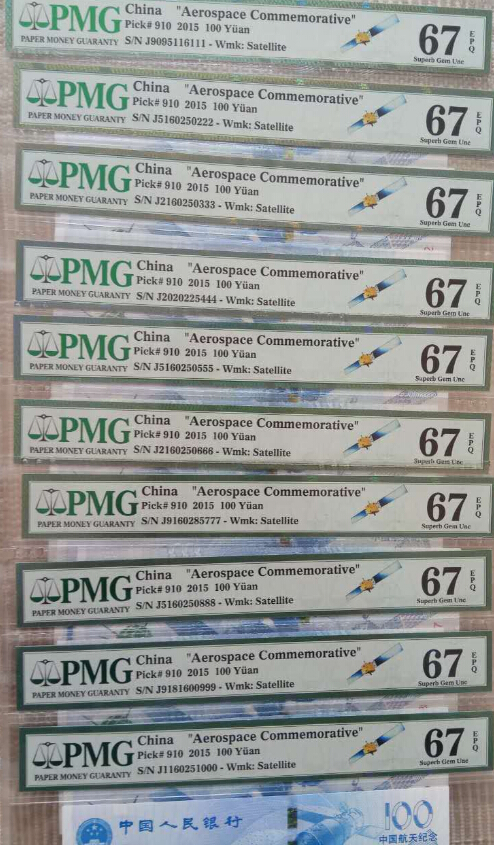 PMG China "Aerospace Commemorative"
Pick# 910 2015 100 Yüan 67 EPQ
PAPER MONEY GUARANTY S/N J9095116111 - Wmk: Satellite Superb Gem Unc
PMG China "Aerospace Commemorative"
Pick# 910 2015 100 Yüan 67 EPQ
PAPER MONEY GUARANTY S/N J5160250222 - Wmk: Satellite Superb Gem Unc
PMG China "Aerospace Commemorative"
Pick# 910 2015 100 Yüan 67 EPQ
PAPER MONEY GUARANTY S/N J2160250333 - Wmk: Satellite Superb Gem Unc
PMG China "Aerospace Commemorative"
Pick# 910 2015 100 Yüan 67 EPQ
PAPER MONEY GUARANTY S/N J2020225444 - Wmk: Satellite Superb Gem Unc
PMG China "Aerospace Commemorative"
Pick# 910 2015 100 Yüan 67 EPQ
PAPER MONEY GUARANTY S/N J5160250555 - Wmk: Satellite Superb Gem Unc
PMG China "Aerospace Commemorative"
Pick# 910 2015 100 Yüan 67 EPQ
PAPER MONEY GUARANTY S/N J2160250666 - Wmk: Satellite Superb Gem Unc
PMG China "Aerospace Commemorative"
Pick# 910 2015 100 Yüan 67 EPQ
PAPER MONEY GUARANTY S/N J9160285777 - Wmk: Satellite Superb Gem Unc
PMG China "Aerospace Commemorative"
Pick# 910 2015 100 Yüan 67 EPQ
PAPER MONEY GUARANTY S/N J5160250888 - Wmk: Satellite Superb Gem Unc
PMG China "Aerospace Commemorative"
Pick# 910 2015 100 Yüan 67 EPQ
PAPER MONEY GUARANTY S/N J9181600999 - Wmk: Satellite Superb Gem Unc
PMG China "Aerospace Commemorative"
Pick# 910 2015 100 Yüan 67 EPQ
PAPER MONEY GUARANTY S/N J1160251000 - Wmk: Satellite Superb Gem Unc
中国人民银行 100
中国航天纪念